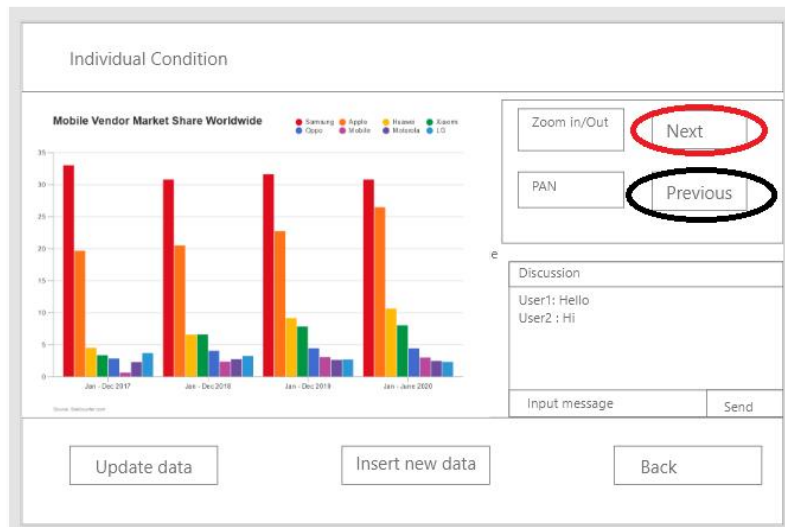 Individual Condition
Mobile Vendor Market Share Worldwide
Samsung Apple Huawei Xiaomi
Oppo Mobile Motorola LG
35
30
25
20
15
10
5
0
Jan - Dec 2017 Jan - Dec 2018 Jan - Dec 2019 Jan - June 2020
Zoom in/Out Next
PAN Previous
e
Discussion
User1: Hello
User2 : Hi
Input message Send
Update data Insert new data Back